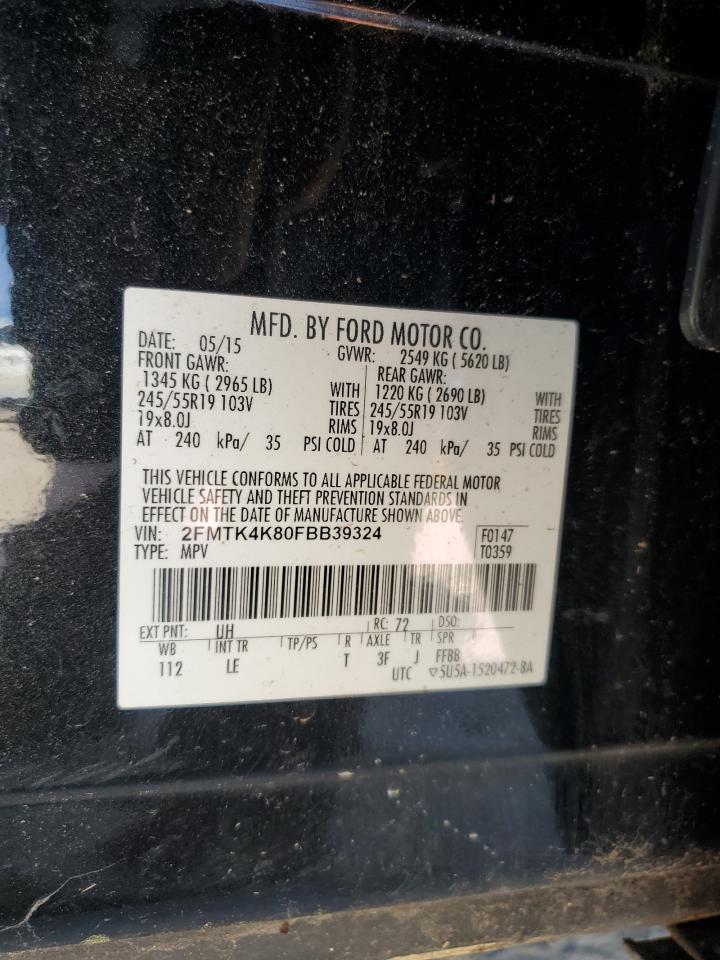 MFD. BY FORD MOTOR CO.
DATE: 05/15 GVWR: 2549 KG ( 5620 LB)
FRONT GAWR: REAR GAWR:
1345 KG ( 2965 LB) WITH 1220 KG ( 2690 LB) WITH
245/55R19 103V TIRES 245/55R19 103V TIRES
19x8.0J RIMS 19x8.0J RIMS
AT 240 kPa/ 35 PSI COLD AT 240 kPa/ 35 PSI COLD
THIS VEHICLE CONFORMS TO ALL APPLICABLE FEDERAL MOTOR
VEHICLE SAFETY AND THEFT PREVENTION STANDARDS IN
EFFECT ON THE DATE OF MANUFACTURE SHOWN ABOVE.
VIN: 2FMTK4K80FBB39324 F0147
TYPE: MPV T0359
EXT PNT: UH RC: 72 DSO:
WB INT TR TP/PS R AXLE TR SPR
112 LE T 3F J FFBB
UTC ▽5U5A-1520472-BA